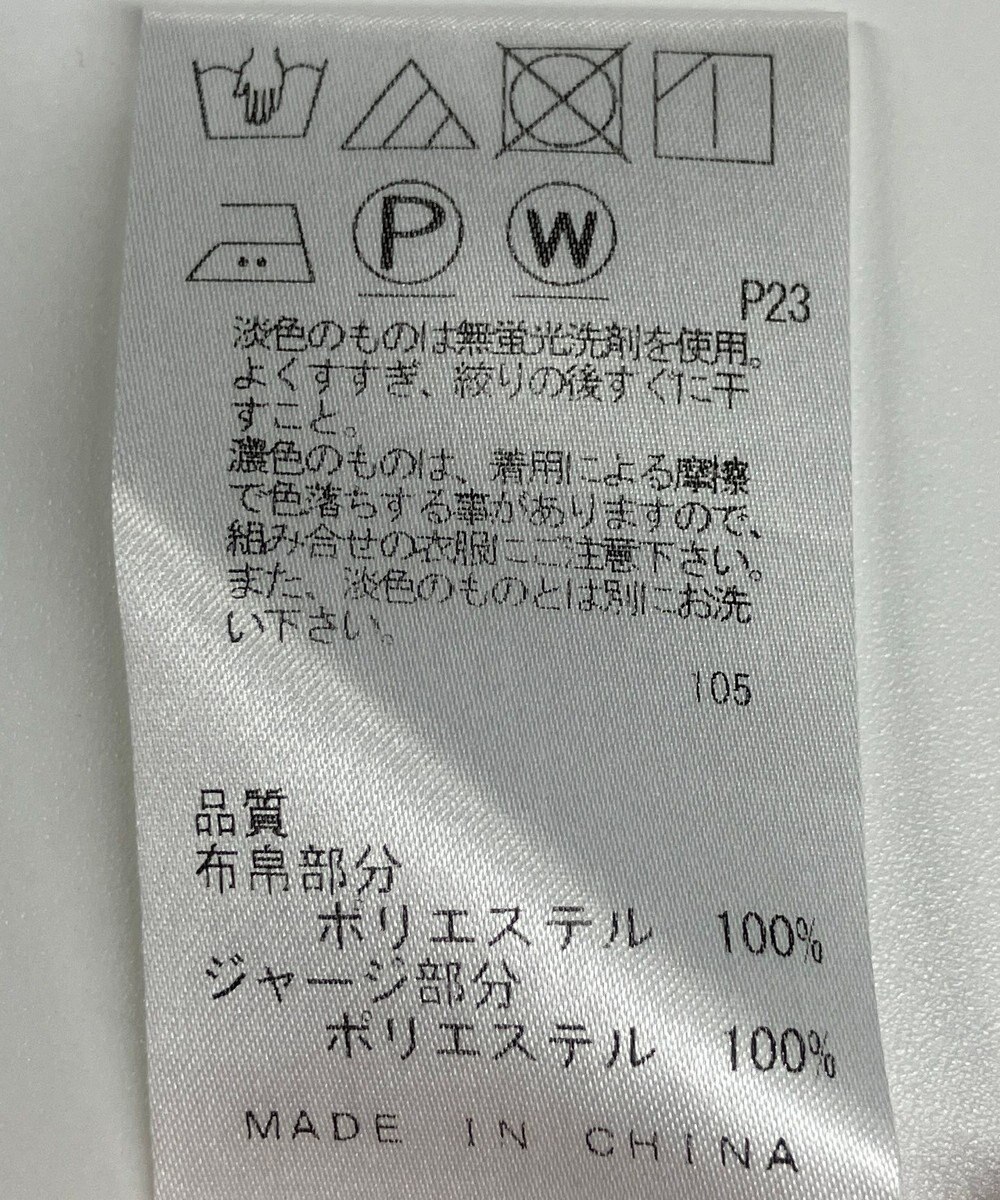 P W
P23
淡色のものは無蛍光洗剤を使用。
よくすすぎ、絞りの後すぐに干
すこと。
濃色のものは、着用による摩擦
で色落ちする事がありますので、
組み合せの衣服にご注意下さい。
また、淡色のものとは別にお洗
い下さい。
105
品質
布帛部分
ポリエステル 100%
ジャージ部分
ポリエステル 100%
MADE IN CHINA